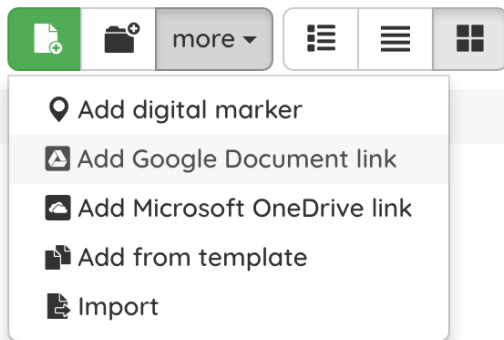 more
Add digital marker
Add Google Document link
Add Microsoft OneDrive link
Add from template
Import